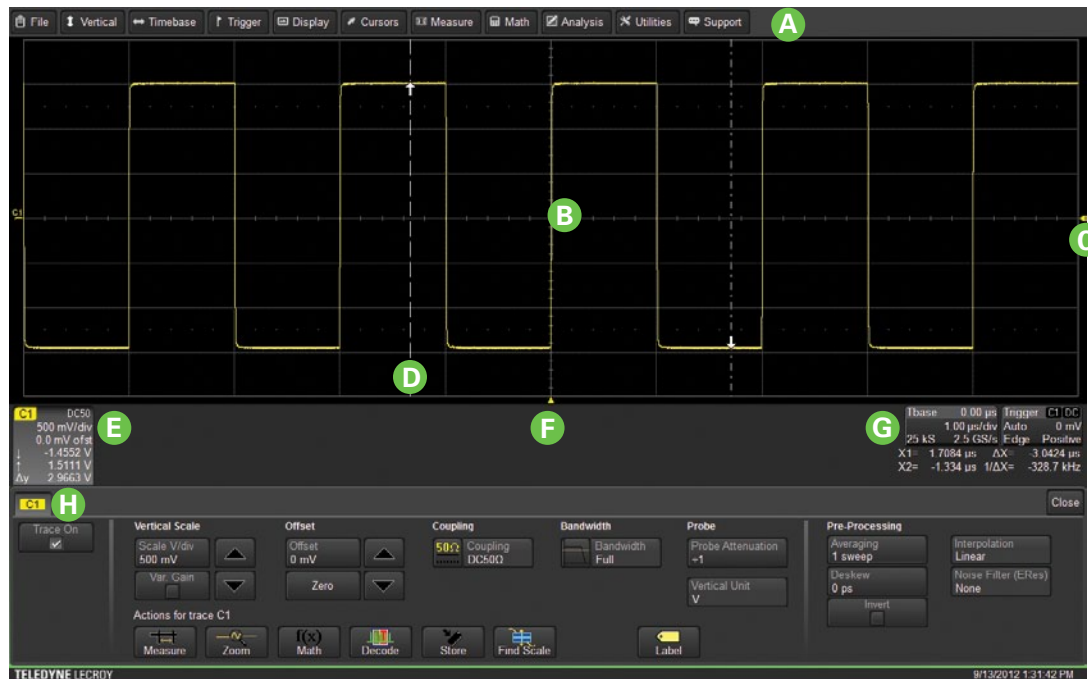 File Vertical Timebase Trigger Display Cursors Measure Math Analysis Utilities Support A
C1
B
C
D
C1 DC50
500 mV/div
0.0 mV ofst
↓ -1.4552 V
↑ 1.5111 V
Δy 2.9663 V
E
F
G
Tbase 0.00 µs Trigger C1 DC
1.00 µs/div Auto 0 mV
25 kS 2.5 GS/s Edge Positive
X1= 1.7084 µs ΔX= -3.0424 µs
X2= -1.334 µs 1/ΔX= -328.7 kHz
C1 H Close
Trace On
Vertical Scale Offset Coupling Bandwidth Probe Pre-Processing
Scale V/div
500 mV
Var. Gain
Offset
0 mV
Zero
50Ω Coupling
DC50Ω
Bandwidth
Full
Probe Attenuation
÷1
Vertical Unit
V
Averaging
1 sweep
Deskew
0 ps
Invert
Interpolation
Linear
Noise Filter (ERes)
None
Actions for trace C1
Measure Zoom f(x) Math Decode Store Find Scale Label
TELEDYNE LECROY 9/13/2012 1:31:42 PM